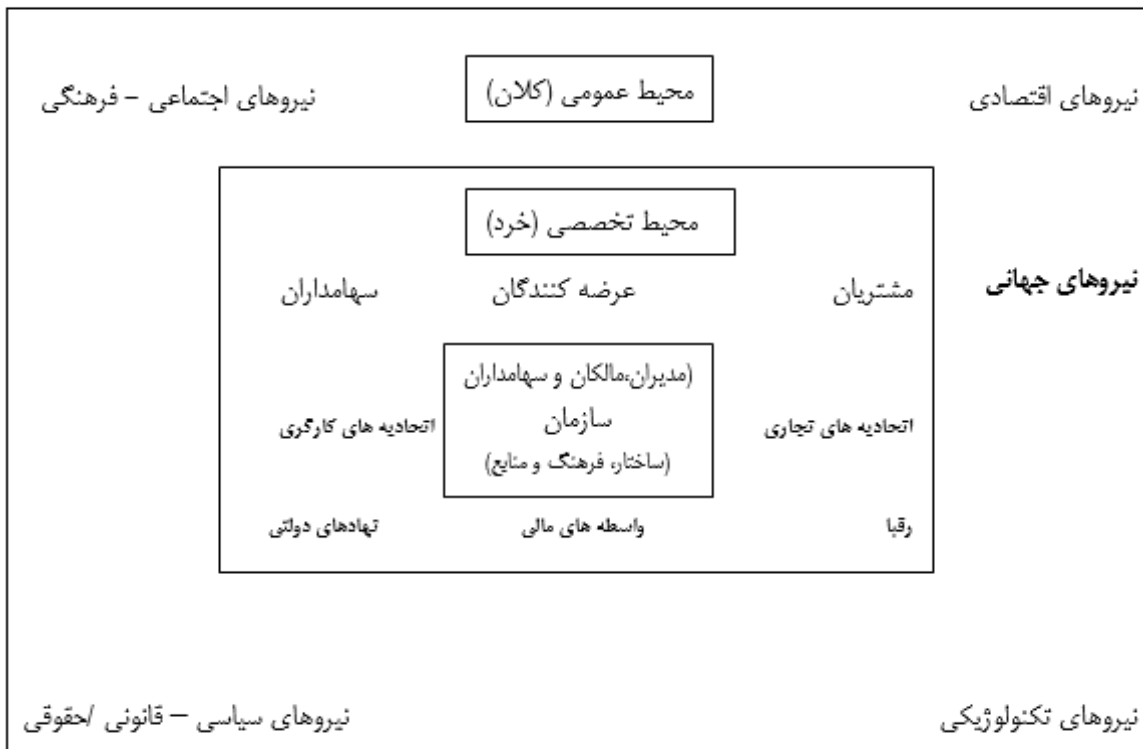 نیروهای اقتصادی
محیط عمومی (کلان)
نیروهای اجتماعی – فرهنگی
محیط تخصصی (خرد)
نیروهای جهانی
مشتریان
عرضه کنندگان
سهامداران
(مدیران،مالکان و سهامداران
سازمان
(ساختار، فرهنگ و منابع)
اتحادیه های تجاری
اتحادیه های کارگری
رقبا
واسطه های مالی
تهادهای دولتی
نیروهای تکنولوژیکی
نیروهای سیاسی – قانونی /حقوقی